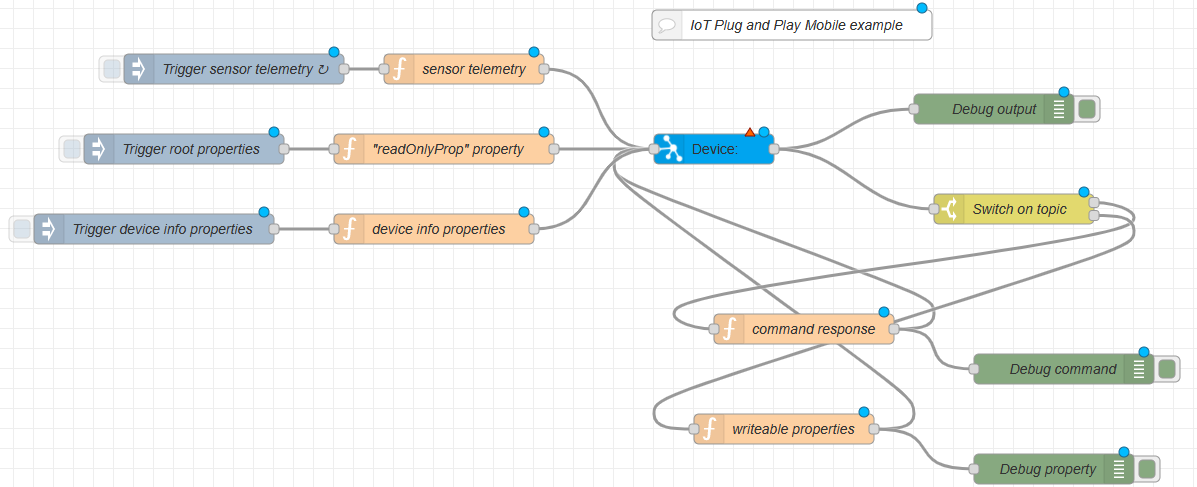 IoT Plug and Play Mobile example
Trigger sensor telemetry ↻
sensor telemetry
Debug output
Trigger root properties
"readOnlyProp" property
Device:
Switch on topic
Trigger device info properties
device info properties
command response
Debug command
writeable properties
Debug property